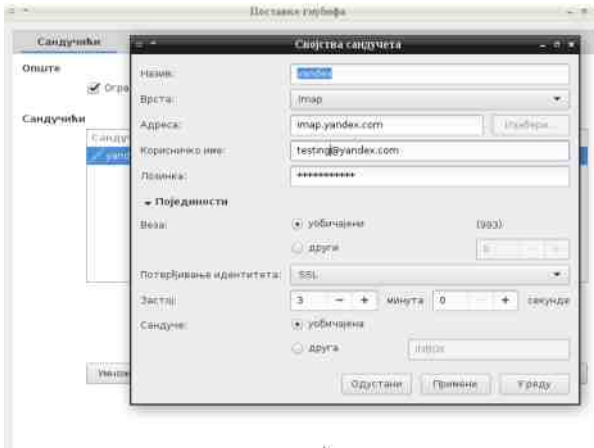 Поставке гнубифа
Сандучићи
Својства сандучета
Опште
Огра
Сандучићи
Сандуч
yand
Назив:
yandex
Врста:
Imap
Адреса:
imap.yandex.com
Изабери...
Корисничко име:
testing@yandex.com
Лозинка:
***********
Појединости
Веза:
уобичајени
(993)
други
Потврђивање идентитета:
SSL
Застој:
3 − + минута 0 − + секунде
Сандуче:
уобичајена
друга
INBOX
Одустани
Примени
У реду